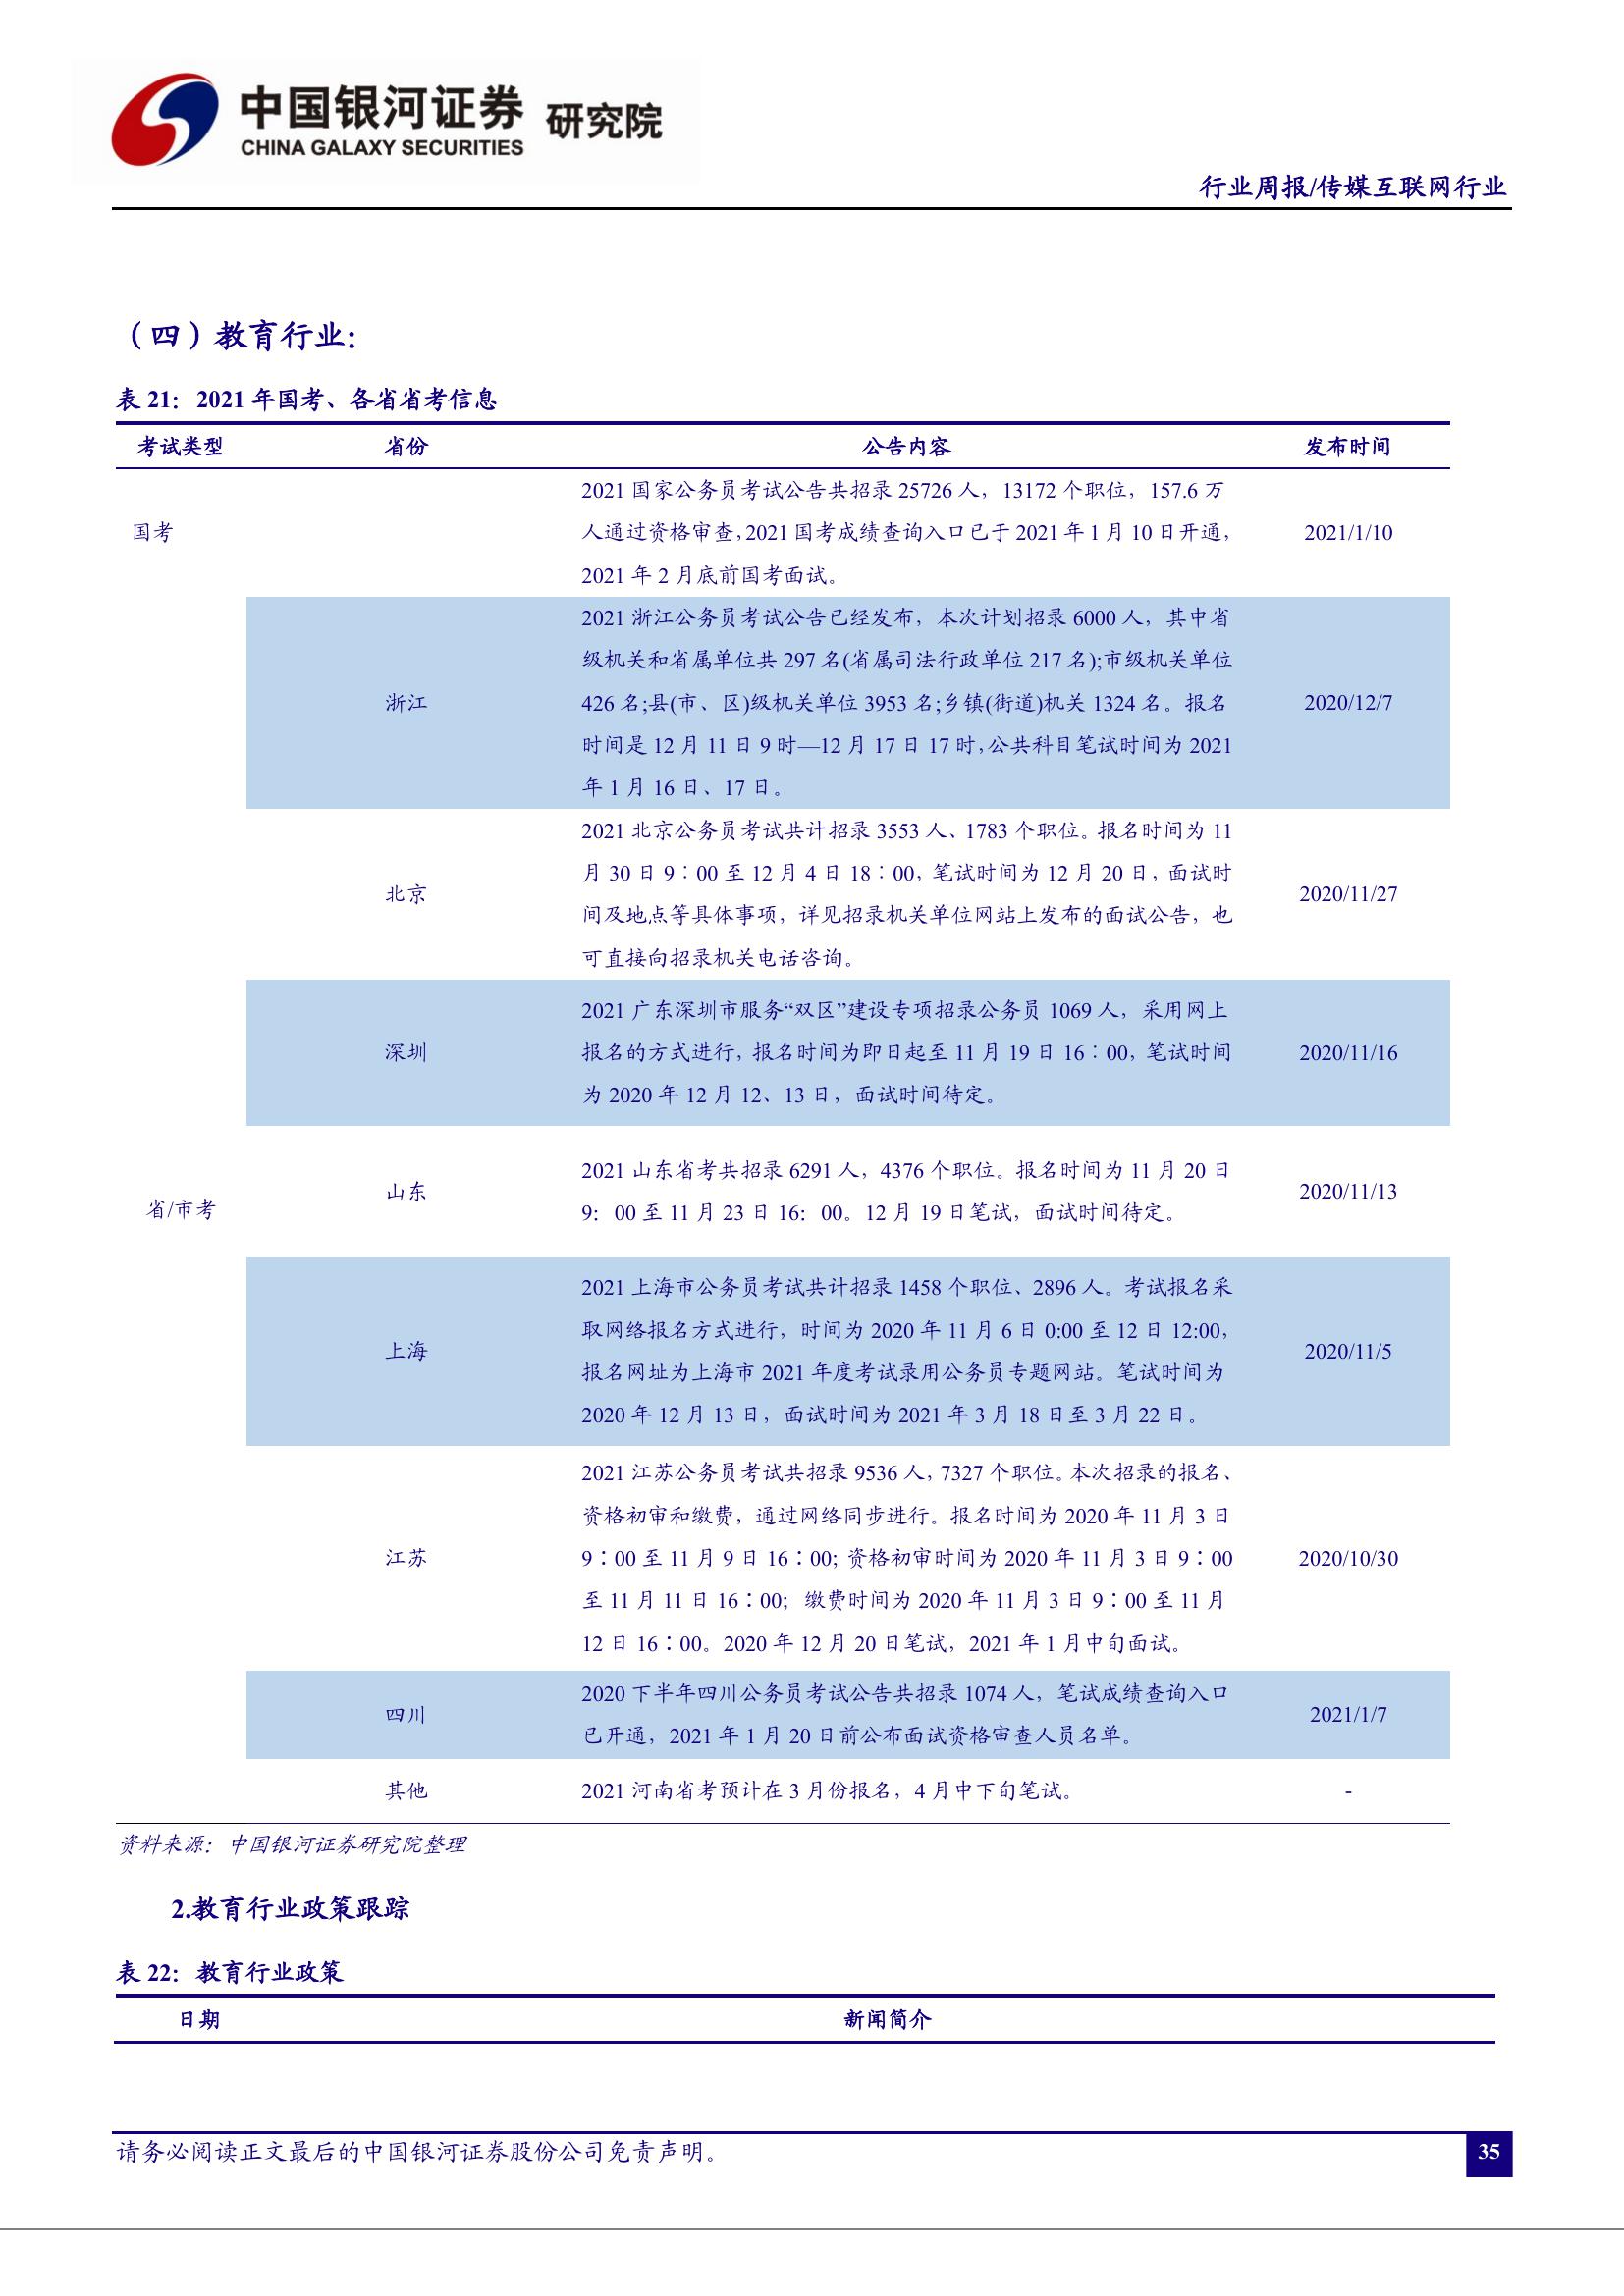 中国银河证券 研究院
CHINA GALAXY SECURITIES
行业周报/传媒互联网行业
（四）教育行业：
表 21：2021 年国考、各省省考信息
考试类型 省份 公告内容 发布时间
2021 国家公务员考试公告共招录 25726 人，13172 个职位，157.6 万
国考 人通过资格审查，2021 国考成绩查询入口已于 2021 年 1 月 10 日开通， 2021/1/10
2021 年 2 月底前国考面试。
2021 浙江公务员考试公告已经发布，本次计划招录 6000 人，其中省
级机关和省属单位共 297 名(省属司法行政单位 217 名);市级机关单位
浙江 426 名;县(市、区)级机关单位 3953 名;乡镇(街道)机关 1324 名。报名 2020/12/7
时间是 12 月 11 日 9 时—12 月 17 日 17 时，公共科目笔试时间为 2021
年 1 月 16 日、17 日。
2021 北京公务员考试共计招录 3553 人、1783 个职位。报名时间为 11
月 30 日 9：00 至 12 月 4 日 18：00，笔试时间为 12 月 20 日，面试时
北京 2020/11/27
间及地点等具体事项，详见招录机关单位网站上发布的面试公告，也
可直接向招录机关电话咨询。
2021 广东深圳市服务“双区”建设专项招录公务员 1069 人，采用网上
深圳 报名的方式进行，报名时间为即日起至 11 月 19 日 16：00，笔试时间 2020/11/16
为 2020 年 12 月 12、13 日，面试时间待定。
2021 山东省考共招录 6291 人，4376 个职位。报名时间为 11 月 20 日
山东 2020/11/13
省/市考 9：00 至 11 月 23 日 16：00。12 月 19 日笔试，面试时间待定。
2021 上海市公务员考试共计招录 1458 个职位、2896 人。考试报名采
取网络报名方式进行，时间为 2020 年 11 月 6 日 0:00 至 12 日 12:00，
上海 2020/11/5
报名网址为上海市 2021 年度考试录用公务员专题网站。笔试时间为
2020 年 12 月 13 日，面试时间为 2021 年 3 月 18 日至 3 月 22 日。
2021 江苏公务员考试共招录 9536 人，7327 个职位。本次招录的报名、
资格初审和缴费，通过网络同步进行。报名时间为 2020 年 11 月 3 日
江苏 9：00 至 11 月 9 日 16：00；资格初审时间为 2020 年 11 月 3 日 9：00 2020/10/30
至 11 月 11 日 16：00；缴费时间为 2020 年 11 月 3 日 9：00 至 11 月
12 日 16：00。2020 年 12 月 20 日笔试，2021 年 1 月中旬面试。
2020 下半年四川公务员考试公告共招录 1074 人，笔试成绩查询入口
四川 2021/1/7
已开通，2021 年 1 月 20 日前公布面试资格审查人员名单。
其他 2021 河南省考预计在 3 月份报名，4 月中下旬笔试。 -
资料来源：中国银河证券研究院整理
2.教育行业政策跟踪
表 22：教育行业政策
日期 新闻简介
请务必阅读正文最后的中国银河证券股份公司免责声明。 35